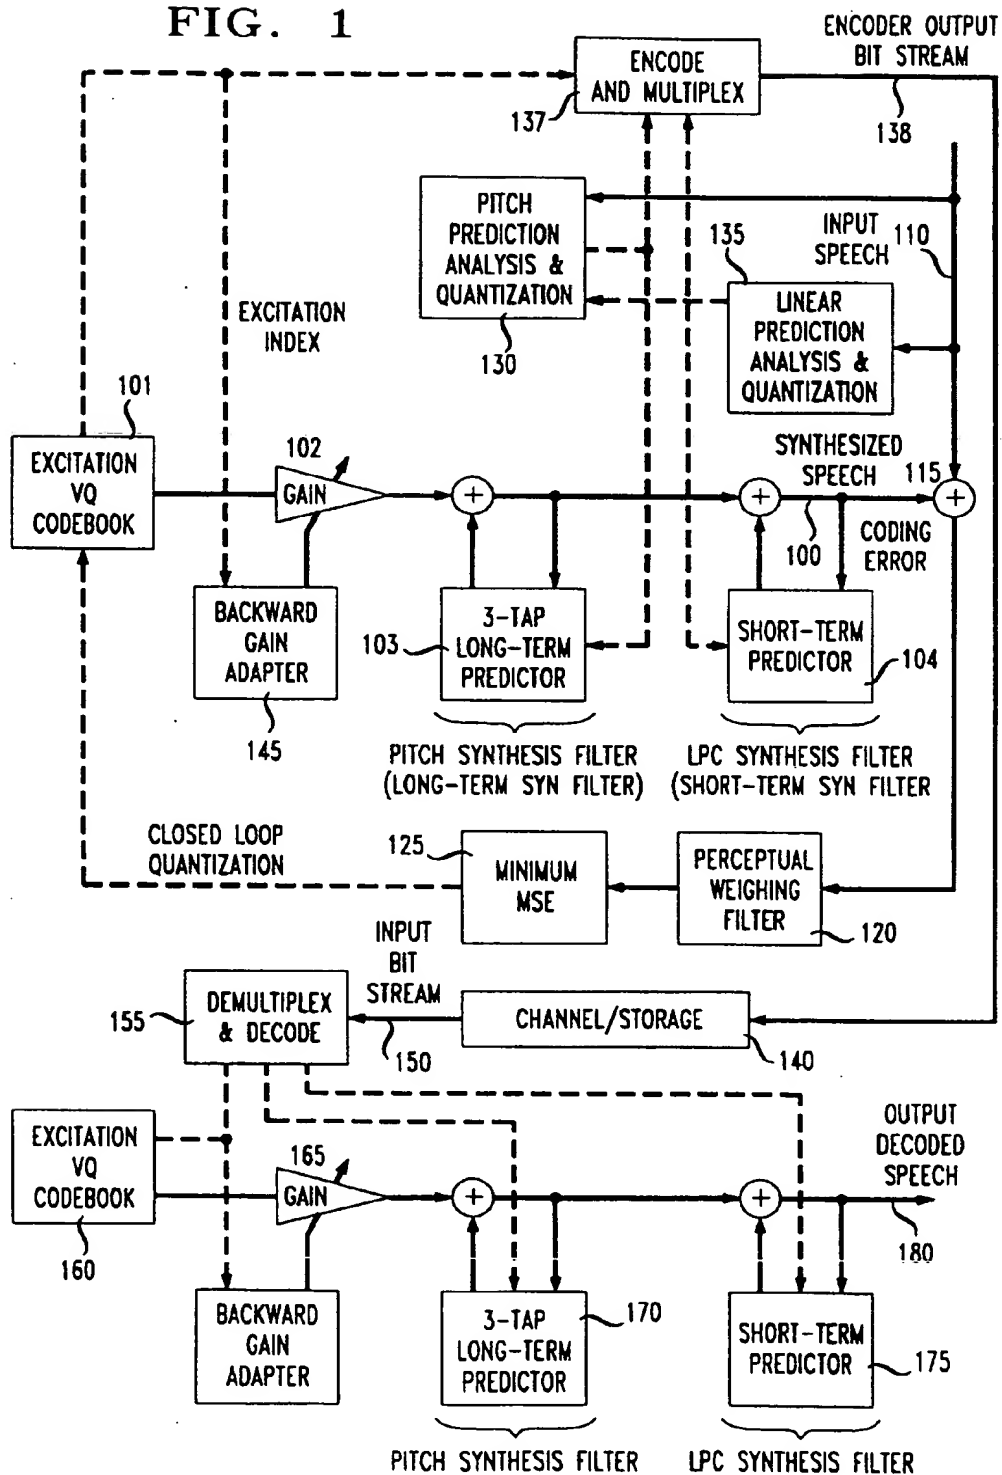 FIG. 1
ENCODER OUTPUT
BIT STREAM
138
ENCODE
AND MULTIPLEX
137
PITCH
PREDICTION
ANALYSIS &
QUANTIZATION
130
INPUT
SPEECH
110
135
LINEAR
PREDICTION
ANALYSIS &
QUANTIZATION
EXCITATION
INDEX
101
EXCITATION
VQ
CODEBOOK
102
GAIN
+
+
SYNTHESIZED
SPEECH
115
+
100
CODING
ERROR
BACKWARD
GAIN
ADAPTER
145
103
3-TAP
LONG-TERM
PREDICTOR
SHORT-TERM
PREDICTOR
104
PITCH SYNTHESIS FILTER
(LONG-TERM SYN FILTER)
LPC SYNTHESIS FILTER
(SHORT-TERM SYN FILTER
CLOSED LOOP
QUANTIZATION
125
MINIMUM
MSE
PERCEPTUAL
WEIGHING
FILTER
120
INPUT
BIT
STREAM
150
155
DEMULTIPLEX
& DECODE
CHANNEL/STORAGE
140
EXCITATION
VQ
CODEBOOK
160
165
GAIN
+
+
OUTPUT
DECODED
SPEECH
180
BACKWARD
GAIN
ADAPTER
3-TAP
LONG-TERM
PREDICTOR
170
SHORT-TERM
PREDICTOR
175
PITCH SYNTHESIS FILTER
LPC SYNTHESIS FILTER